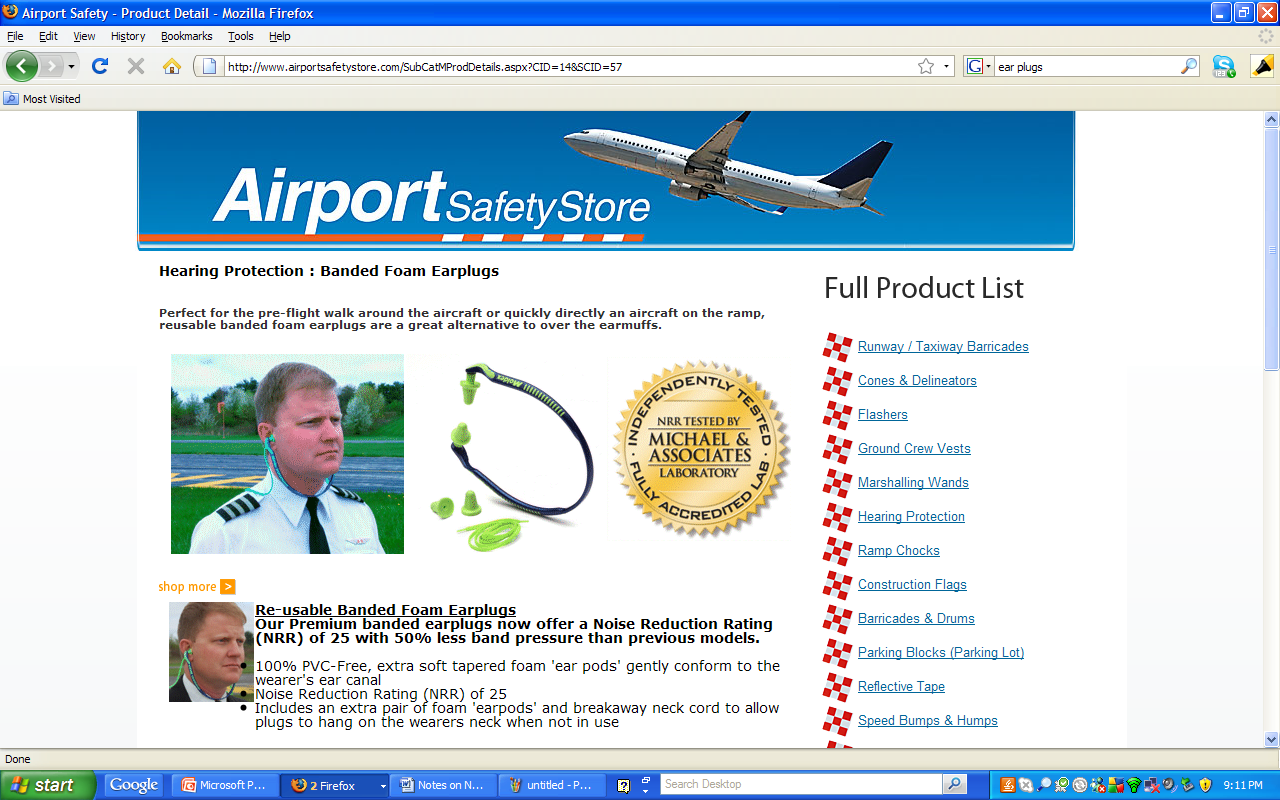 Airport Safety - Product Detail - Mozilla Firefox
File Edit View History Bookmarks Tools Help
http://www.airportsafetystore.com/SubCatMProdDetails.aspx?CID=14&SCID=57
G
ear plugs
Most Visited
Airport SafetyStore
Hearing Protection : Banded Foam Earplugs
Perfect for the pre-flight walk around the aircraft or quickly directly an aircraft on the ramp,
reusable banded foam earplugs are a great alternative to over the earmuffs.
Moldex
INDEPENDENTLY TESTED
NRR TESTED BY
MICHAEL &
ASSOCIATES
LABORATORY
FULLY ACCREDITED LAB
shop more >
Re-usable Banded Foam Earplugs
Our Premium banded earplugs now offer a Noise Reduction Rating
(NRR) of 25 with 50% less band pressure than previous models.
• 100% PVC-Free, extra soft tapered foam 'ear pods' gently conform to the
wearer's ear canal
• Noise Reduction Rating (NRR) of 25
• Includes an extra pair of foam 'earpods' and breakaway neck cord to allow
plugs to hang on the wearers neck when not in use
Full Product List
Runway / Taxiway Barricades
Cones & Delineators
Flashers
Ground Crew Vests
Marshalling Wands
Hearing Protection
Ramp Chocks
Construction Flags
Barricades & Drums
Parking Blocks (Parking Lot)
Reflective Tape
Speed Bumps & Humps
Done
start
Google
Microsoft P...
2 Firefox
Notes on N...
untitled - P...
Search Desktop
9:11 PM